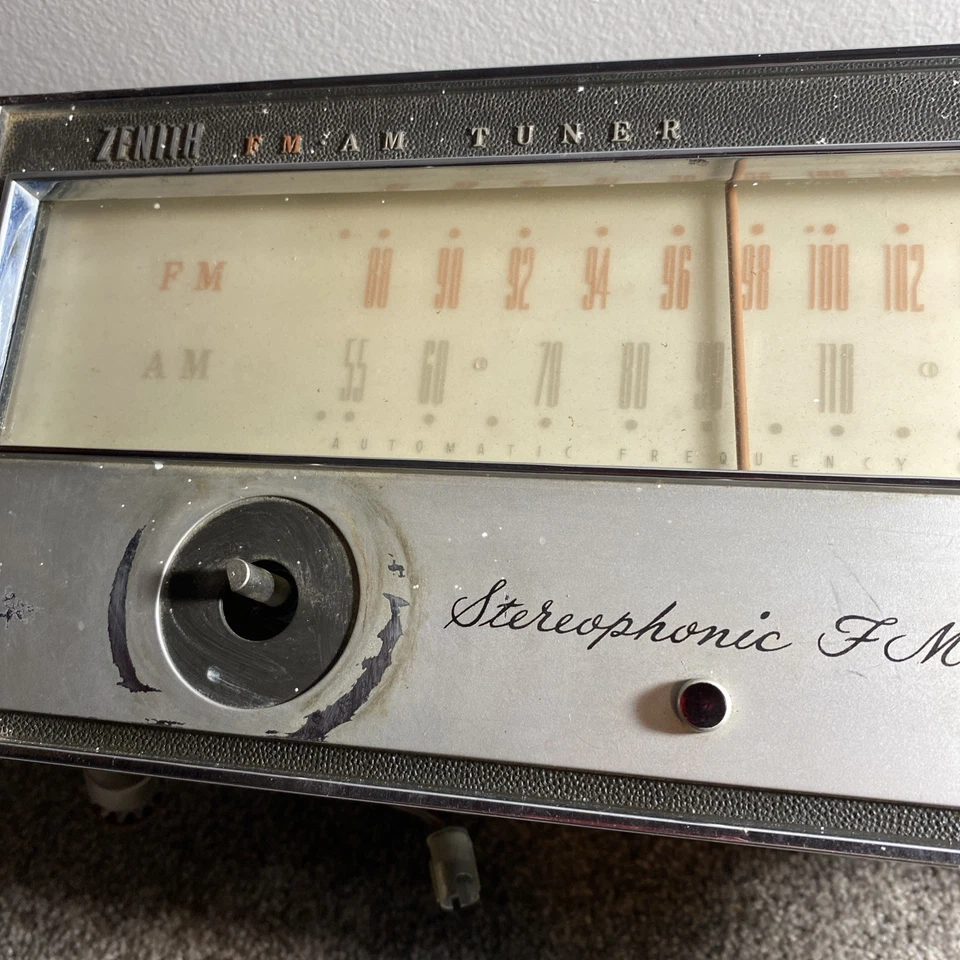 ZENITH FM AM TUNER
FM 88 90 92 94 96 98 100 102
AM 55 60 70 80 90 110
AUTOMATIC FREQUENCY
Stereophonic FM